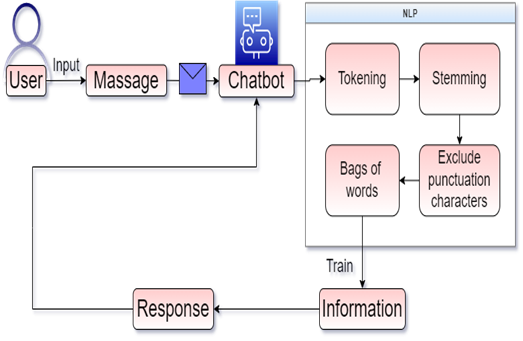 NLP
User
Input
Massage
Chatbot
Tokening
Stemming
Exclude
punctuation
characters
Bags of
words
Train
Information
Response